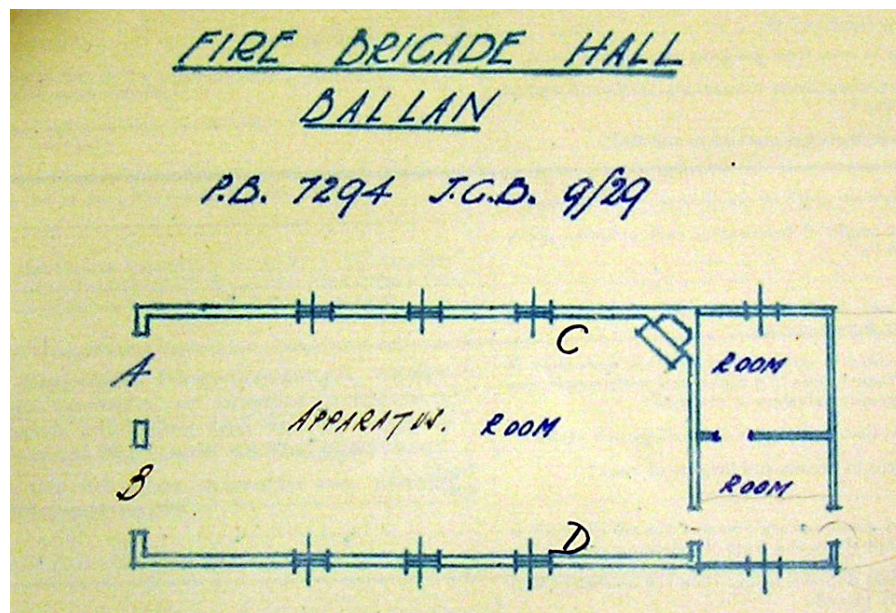 FIRE BRIGADE HALL
BALLAN
P.B. 7294 J.C.B. 9/29
C
A
ROOM
APPARATUS. ROOM
B
ROOM
D